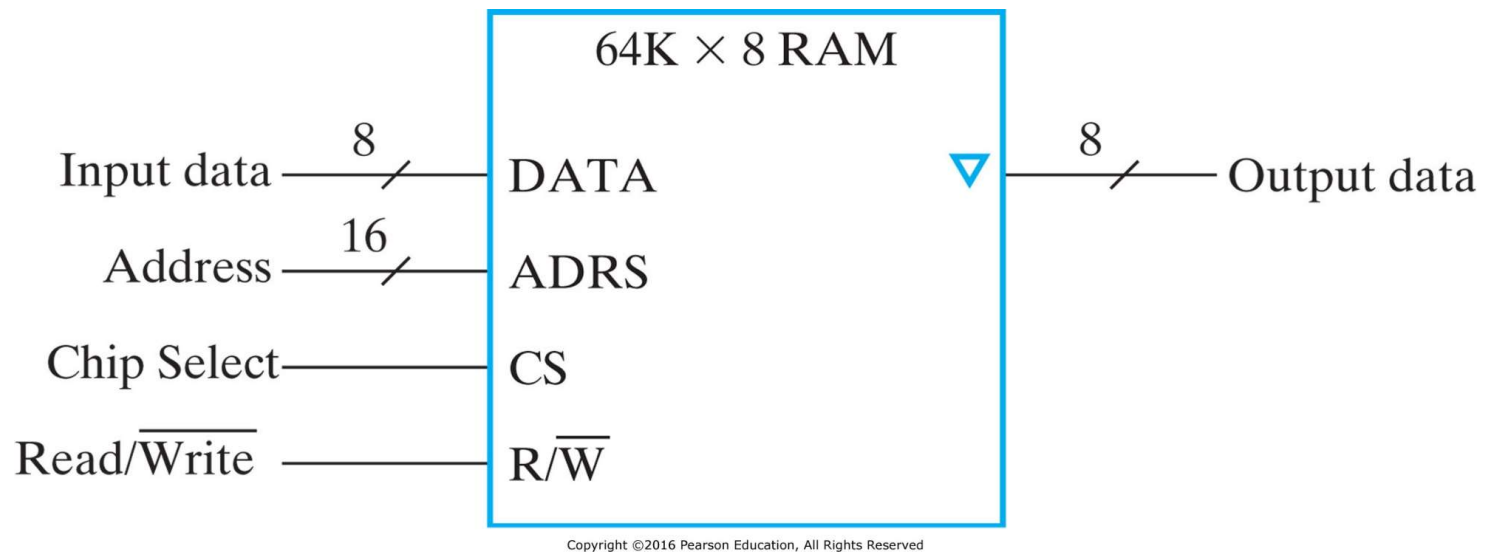 64K × 8 RAM
Input data 8 DATA 8 Output data
Address 16 ADRS
Chip Select CS
Read/W̅r̅i̅t̅e̅ R/W̅
Copyright ©2016 Pearson Education, All Rights Reserved